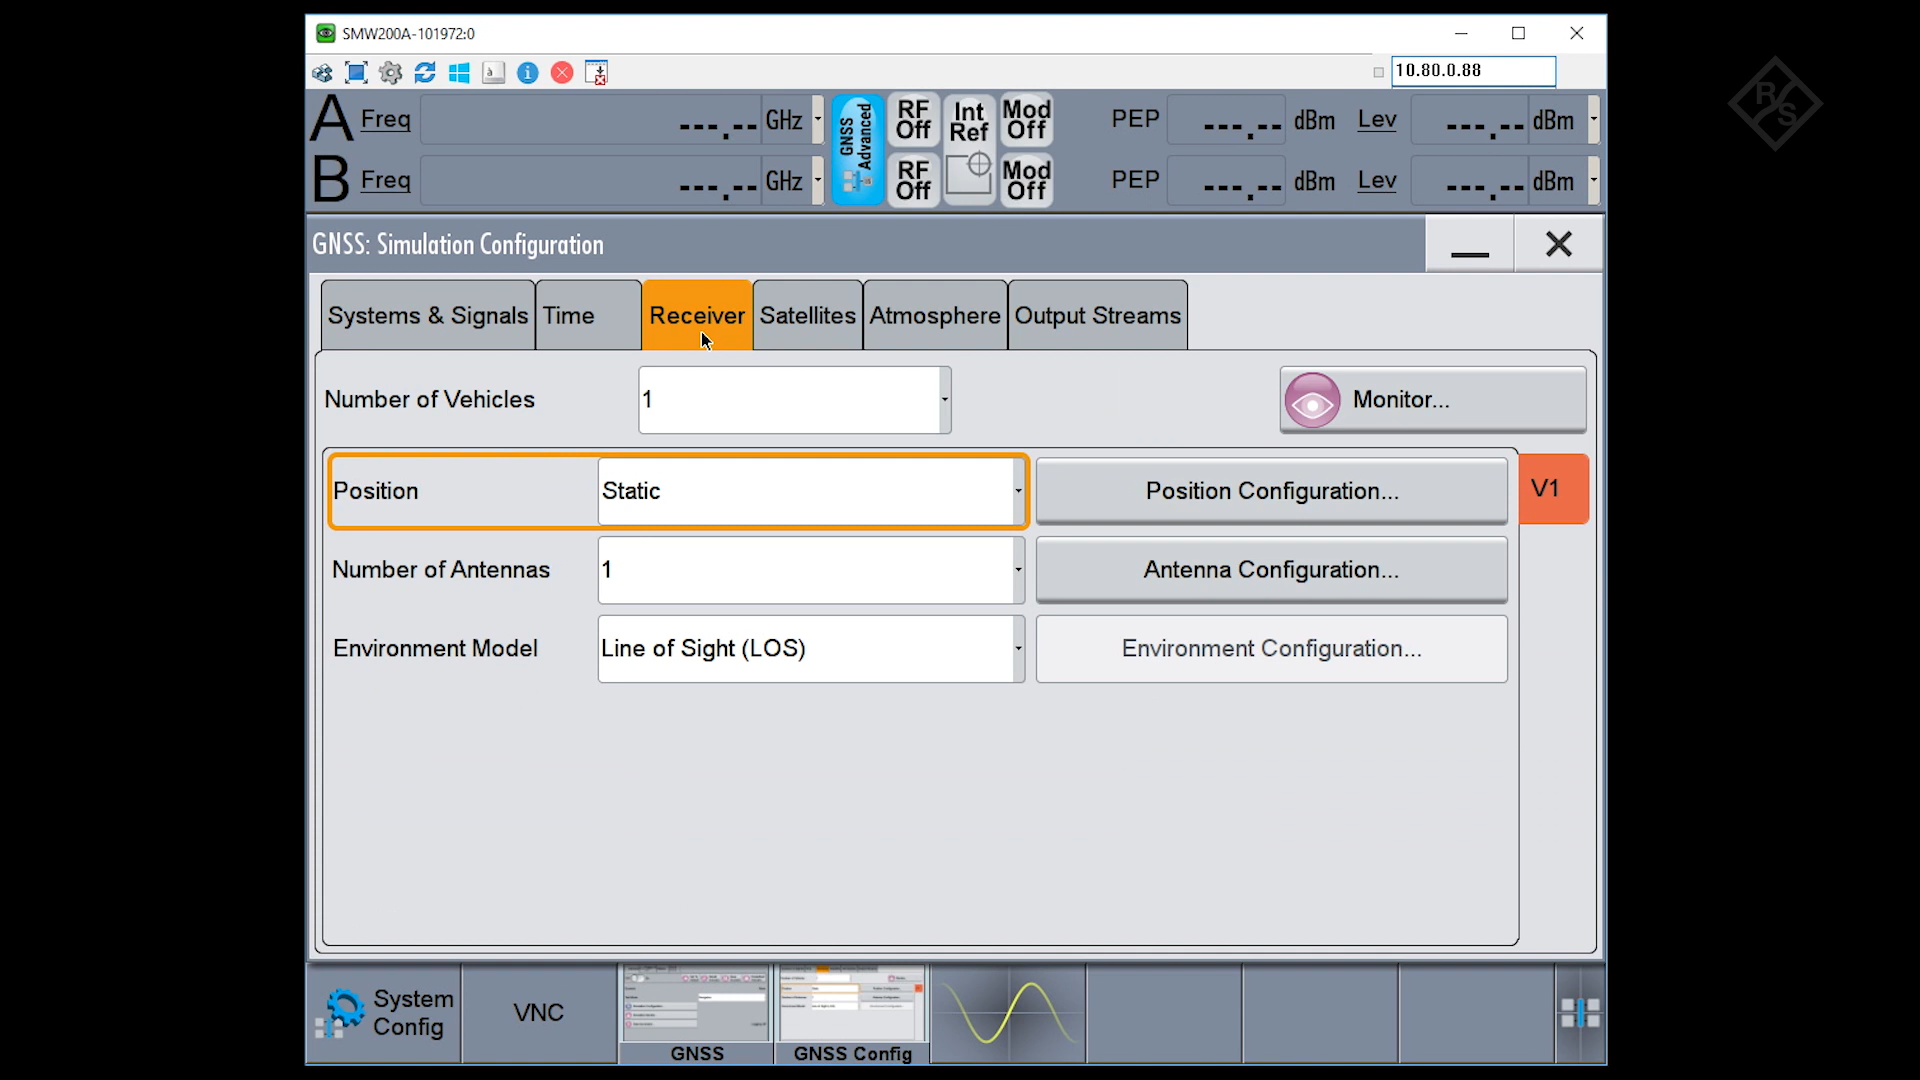 SMW200A-101972:0
10.80.0.88
A Freq ---.-- GHz GNSS Advanced RF Off Int Ref Mod Off PEP ---.-- dBm Lev ---.-- dBm
B Freq ---.-- GHz RF Off Mod Off PEP ---.-- dBm Lev ---.-- dBm
GNSS: Simulation Configuration
Systems & Signals Time Receiver Satellites Atmosphere Output Streams
Number of Vehicles 1 Monitor...
Position Static Position Configuration... V1
Number of Antennas 1 Antenna Configuration...
Environment Model Line of Sight (LOS) Environment Configuration...
System Config VNC GNSS GNSS Config
R&S